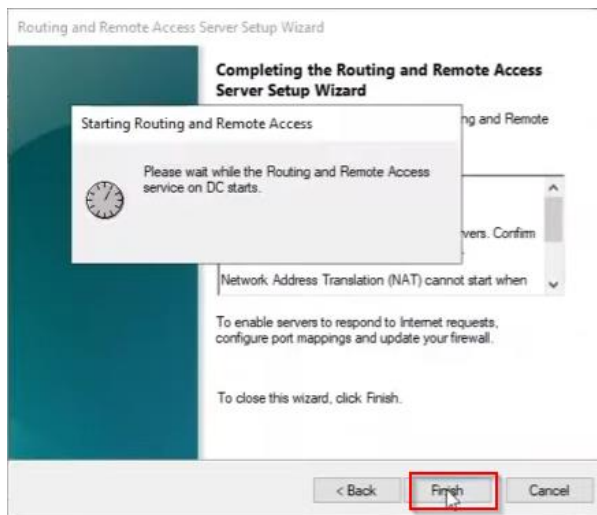 Routing and Remote Access Server Setup Wizard
Completing the Routing and Remote Access
Server Setup Wizard
Starting Routing and Remote Access
ng and Remote
Please wait while the Routing and Remote Access
service on DC starts.
vers. Confirm
Network Address Translation (NAT) cannot start when
To enable servers to respond to Internet requests,
configure port mappings and update your firewall.
To close this wizard, click Finish.
< Back
Finish
Cancel